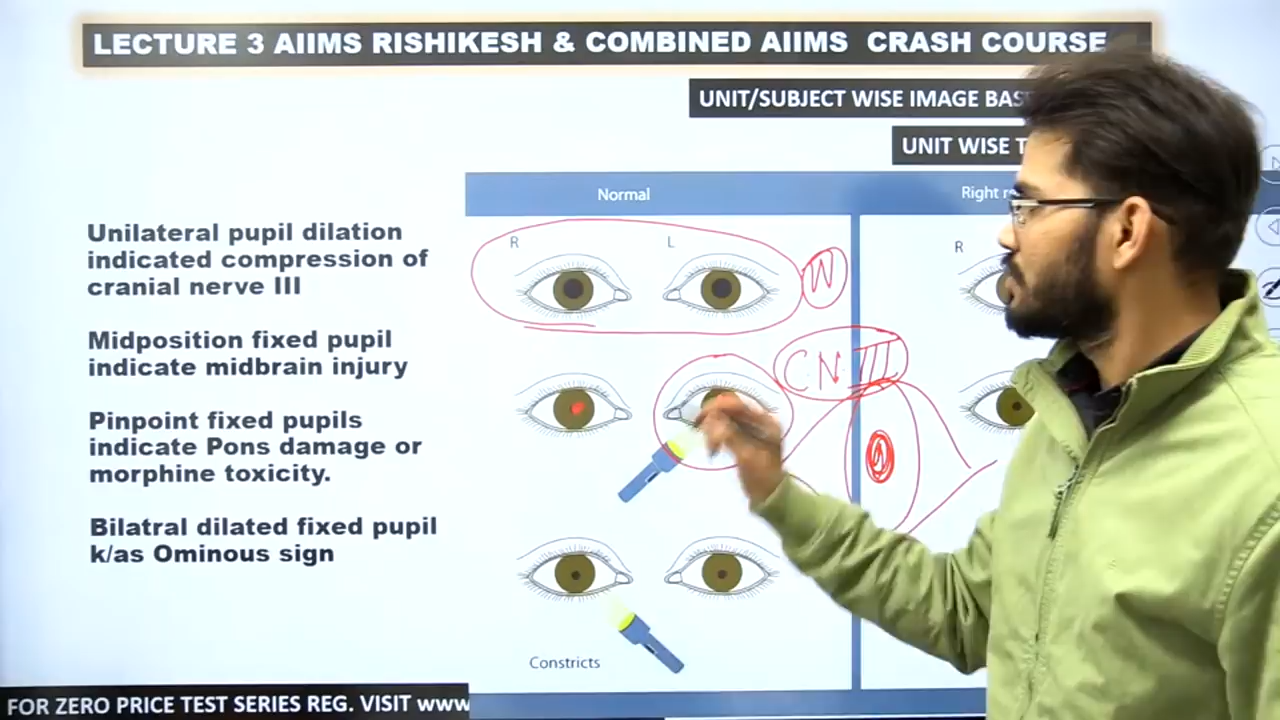 LECTURE 3 AIIMS RISHIKESH & COMBINED AIIMS CRASH COURSE
UNIT/SUBJECT WISE IMAGE BAS
UNIT WISE T
Normal
Right r
Unilateral pupil dilation
indicated compression of
cranial nerve III
Midposition fixed pupil
indicate midbrain injury
Pinpoint fixed pupils
indicate Pons damage or
morphine toxicity.
Bilatral dilated fixed pupil
k/as Ominous sign
R
L
N
R
CN III
Constricts
FOR ZERO PRICE TEST SERIES REG. VISIT www